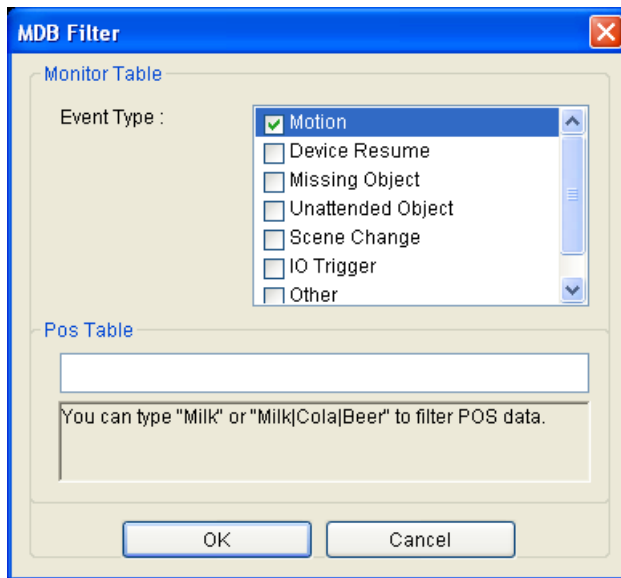 MDB Filter
Monitor Table
Event Type :
Motion
Device Resume
Missing Object
Unattended Object
Scene Change
IO Trigger
Other
Pos Table
You can type "Milk" or "Milk|Cola|Beer" to filter POS data.
OK
Cancel